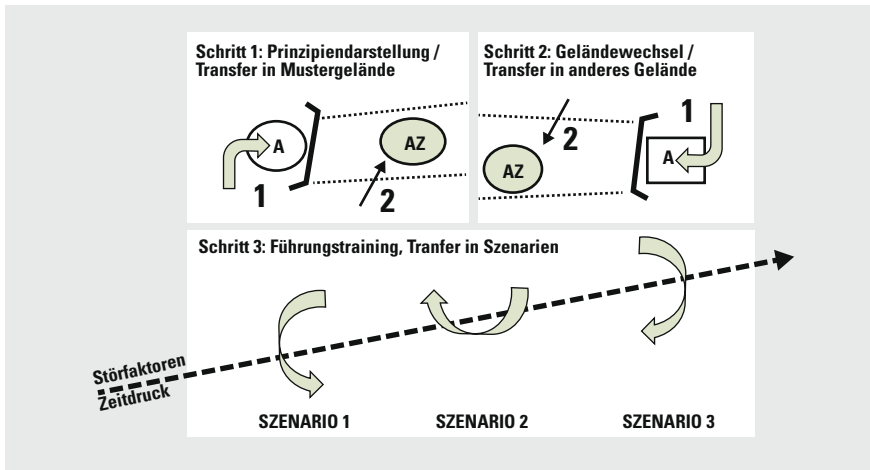 Schritt 1: Prinzipiendarstellung /
Transfer in Mustergelände
A
AZ
1
2
Schritt 2: Geländewechsel /
Transfer in anderes Gelände
1
2
A
AZ
Schritt 3: Führungstraining, Tranfer in Szenarien
Störfaktoren
Zeitdruck
SZENARIO 1
SZENARIO 2
SZENARIO 3